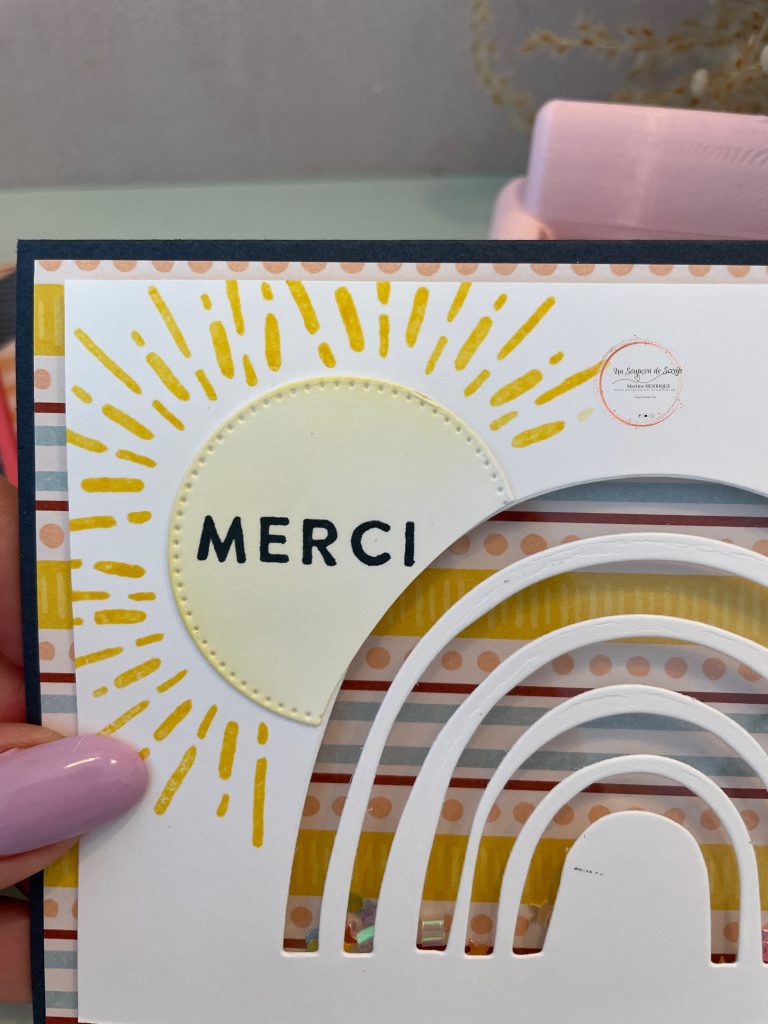 Un Soupçon de Scrap
Martine HENRIQUE
MERCI